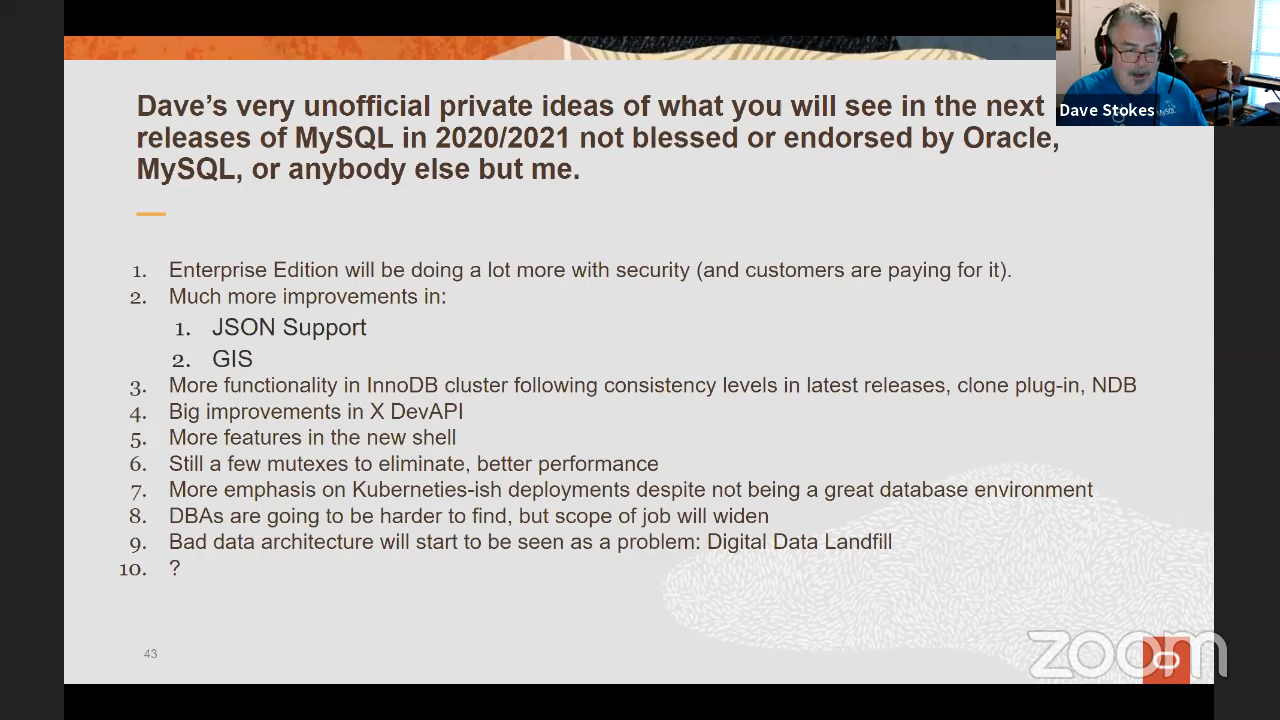 Dave's very unofficial private ideas of what you will see in the next
releases of MySQL in 2020/2021 not blessed or endorsed by Oracle,
MySQL, or anybody else but me.
Dave Stokes
MySQL
1. Enterprise Edition will be doing a lot more with security (and customers are paying for it).
2. Much more improvements in:
1. JSON Support
2. GIS
3. More functionality in InnoDB cluster following consistency levels in latest releases, clone plug-in, NDB
4. Big improvements in X DevAPI
5. More features in the new shell
6. Still a few mutexes to eliminate, better performance
7. More emphasis on Kuberneties-ish deployments despite not being a great database environment
8. DBAs are going to be harder to find, but scope of job will widen
9. Bad data architecture will start to be seen as a problem: Digital Data Landfill
10. ?
43
zoom